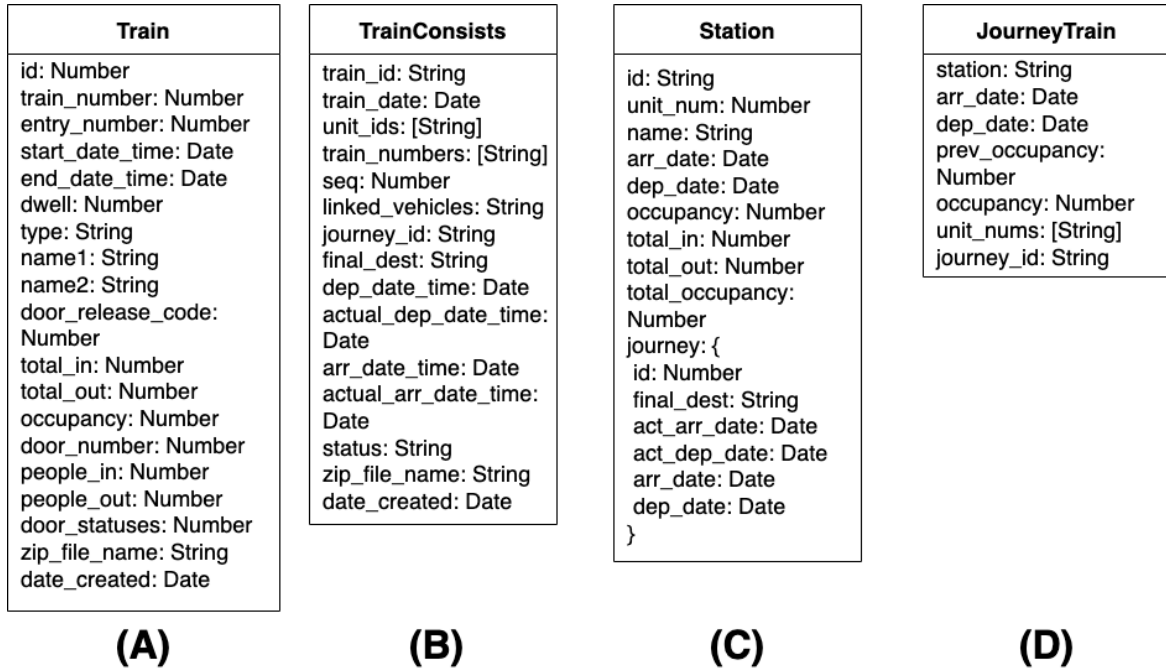 Train
id: Number
train_number: Number
entry_number: Number
start_date_time: Date
end_date_time: Date
dwell: Number
type: String
name1: String
name2: String
door_release_code:
Number
total_in: Number
total_out: Number
occupancy: Number
door_number: Number
people_in: Number
people_out: Number
door_statuses: Number
zip_file_name: String
date_created: Date
(A)
TrainConsists
train_id: String
train_date: Date
unit_ids: [String]
train_numbers: [String]
seq: Number
linked_vehicles: String
journey_id: String
final_dest: String
dep_date_time: Date
actual_dep_date_time:
Date
arr_date_time: Date
actual_arr_date_time:
Date
status: String
zip_file_name: String
date_created: Date
(B)
Station
id: String
unit_num: Number
name: String
arr_date: Date
dep_date: Date
occupancy: Number
total_in: Number
total_out: Number
total_occupancy:
Number
journey: {
id: Number
final_dest: String
act_arr_date: Date
act_dep_date: Date
arr_date: Date
dep_date: Date
}
(C)
JourneyTrain
station: String
arr_date: Date
dep_date: Date
prev_occupancy:
Number
occupancy: Number
unit_nums: [String]
journey_id: String
(D)